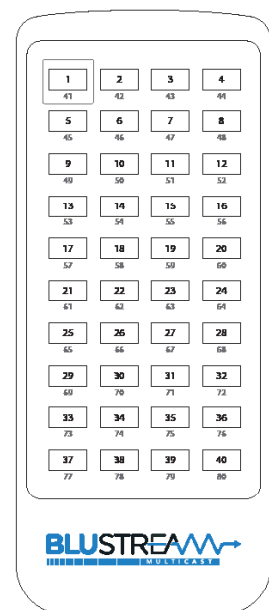 1 2 3 4
41 42 43 44
5 6 7 8
45 46 47 48
9 10 11 12
49 50 51 52
13 14 15 16
53 54 55 56
17 18 19 20
57 58 59 60
21 22 23 24
61 62 63 64
25 26 27 28
65 66 67 68
29 30 31 32
69 70 71 72
33 34 35 36
73 74 75 76
37 38 39 40
77 78 79 80
BLUSTREAM
MULTICAST